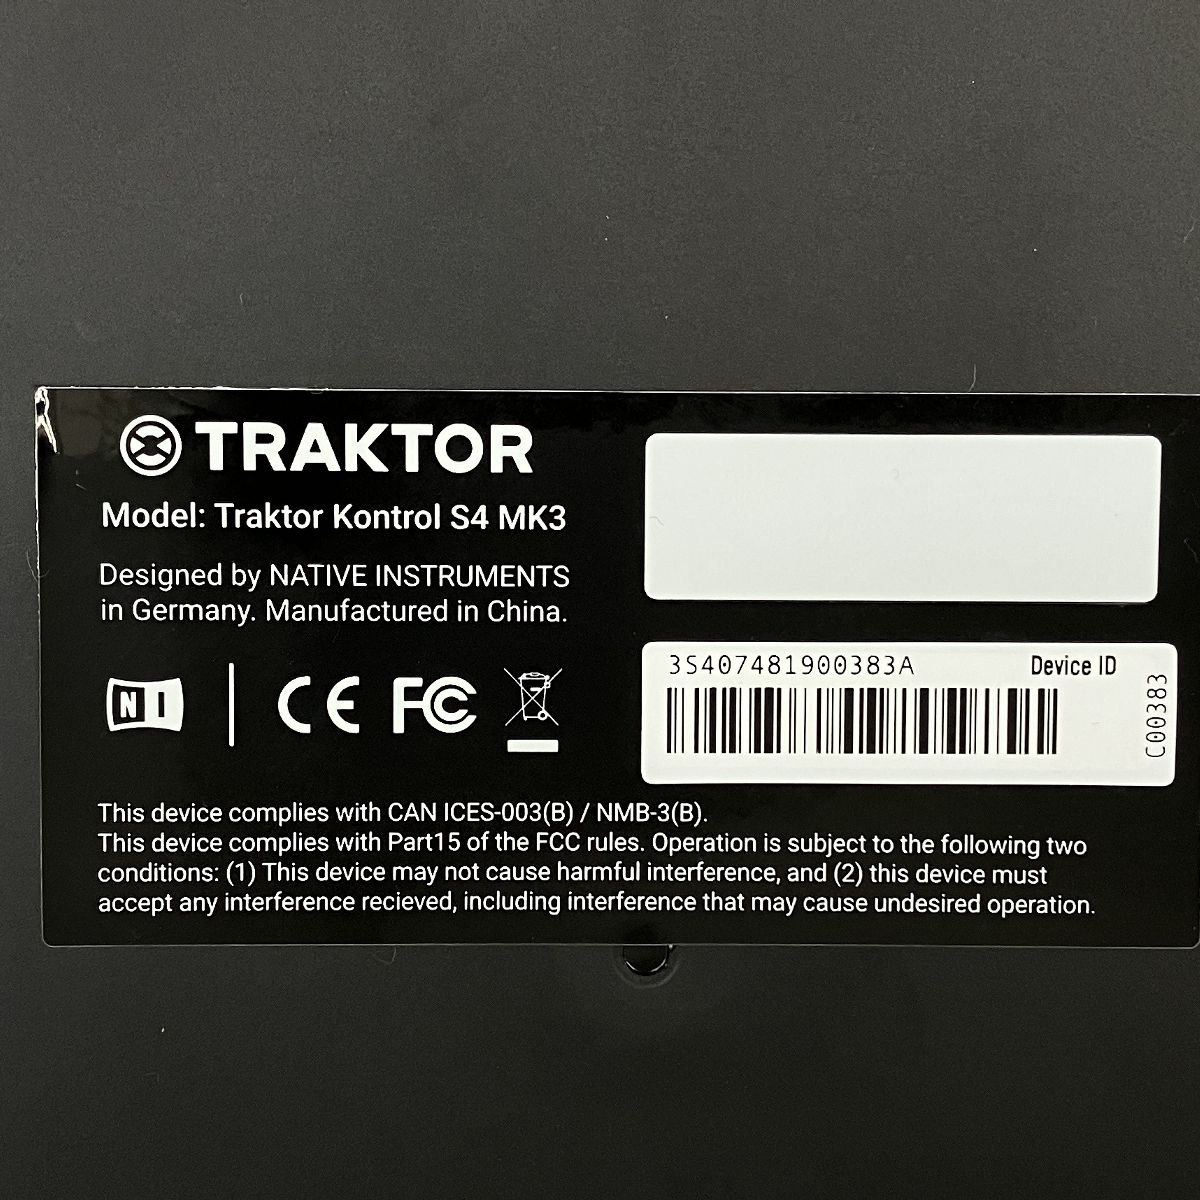 TRAKTOR
Model: Traktor Kontrol S4 MK3
Designed by NATIVE INSTRUMENTS
in Germany. Manufactured in China.
NI
CE FC
3S407481900383A
Device ID
C00383
This device complies with CAN ICES-003(B) / NMB-3(B).
This device complies with Part15 of the FCC rules. Operation is subject to the following two
conditions: (1) This device may not cause harmful interference, and (2) this device must
accept any interference recieved, including interference that may cause undesired operation.